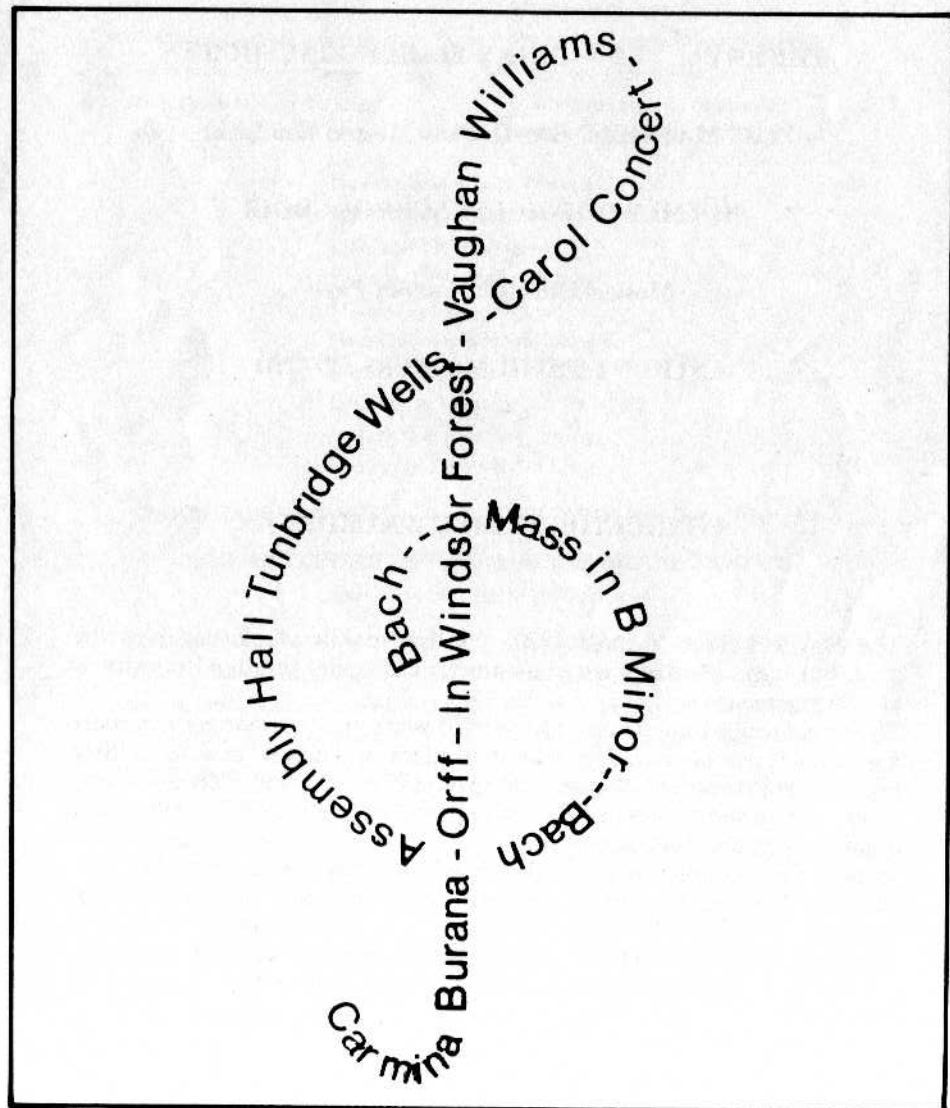 Carmina Burana - Orff - in Windsor Forest - Vaughan Williams -
-Carol Concert-
Assembly Hall Tunbridge Wells
Bach--
Mass in B Minor--Bach